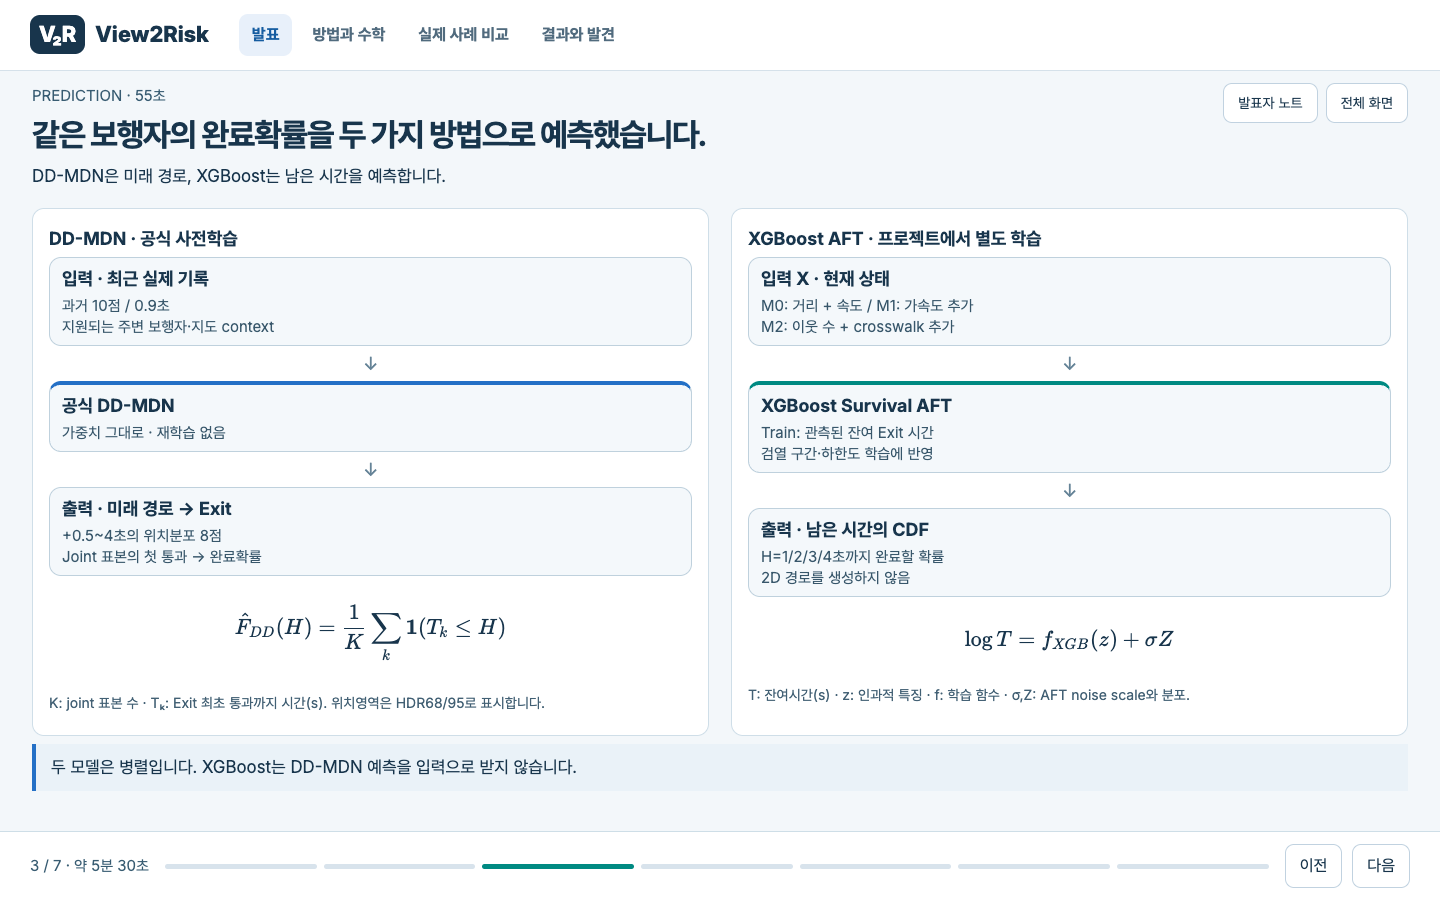 V₂R View2Risk 발표 방법과 수학 실제 사례 비교 결과와 발견
PREDICTION · 55초
발표자 노트 전체 화면
같은 보행자의 완료확률을 두 가지 방법으로 예측했습니다.
DD-MDN은 미래 경로, XGBoost는 남은 시간을 예측합니다.
DD-MDN · 공식 사전학습
입력 · 최근 실제 기록
과거 10점 / 0.9초
지원되는 주변 보행자·지도 context
↓
공식 DD-MDN
가중치 그대로 · 재학습 없음
↓
출력 · 미래 경로 → Exit
+0.5~4초의 위치분포 8점
Joint 표본의 첫 통과 → 완료확률
F̂_DD(H) = 1/K ∑_k 1(T_k ≤ H)
K: joint 표본 수 · Tₖ: Exit 최초 통과까지 시간(s). 위치영역은 HDR68/95로 표시합니다.
XGBoost AFT · 프로젝트에서 별도 학습
입력 X · 현재 상태
M0: 거리 + 속도 / M1: 가속도 추가
M2: 이웃 수 + crosswalk 추가
↓
XGBoost Survival AFT
Train: 관측된 잔여 Exit 시간
검열 구간·하한도 학습에 반영
↓
출력 · 남은 시간의 CDF
H=1/2/3/4초까지 완료할 확률
2D 경로를 생성하지 않음
log T = f_XGB(z) + σZ
T: 잔여시간(s) · z: 인과적 특징 · f: 학습 함수 · σ,Z: AFT noise scale와 분포.
두 모델은 병렬입니다. XGBoost는 DD-MDN 예측을 입력으로 받지 않습니다.
3 / 7 · 약 5분 30초
이전 다음